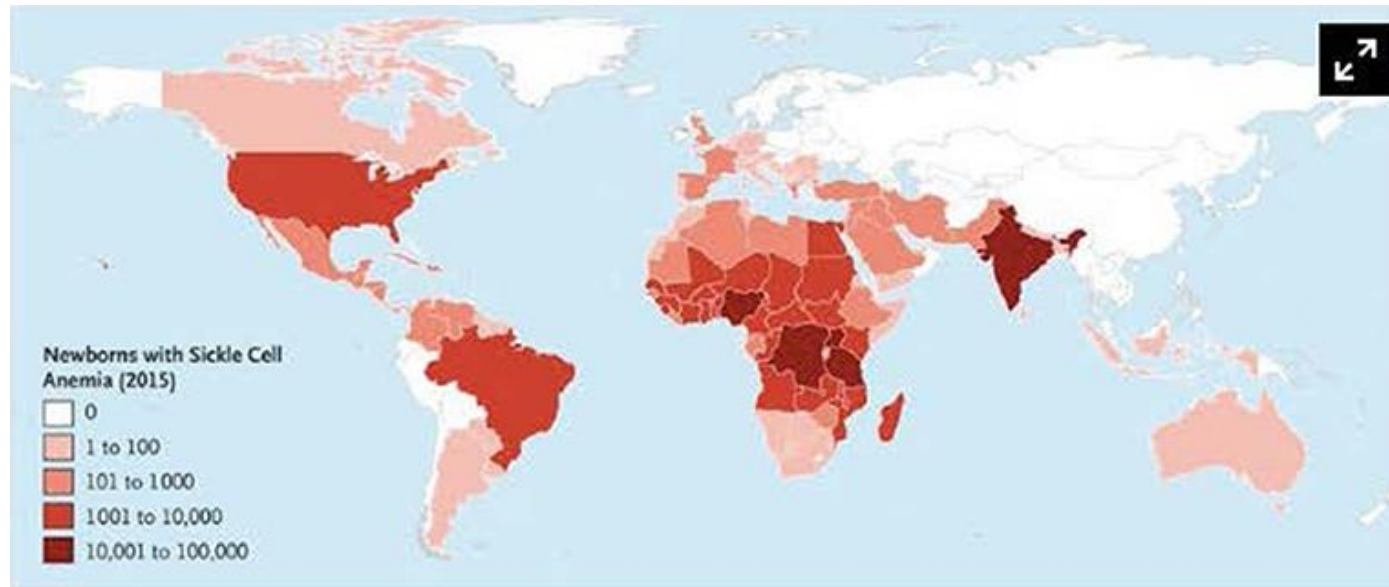 Newborns with Sickle Cell
Anemia (2015)
0
1 to 100
101 to 1000
1001 to 10,000
10,001 to 100,000